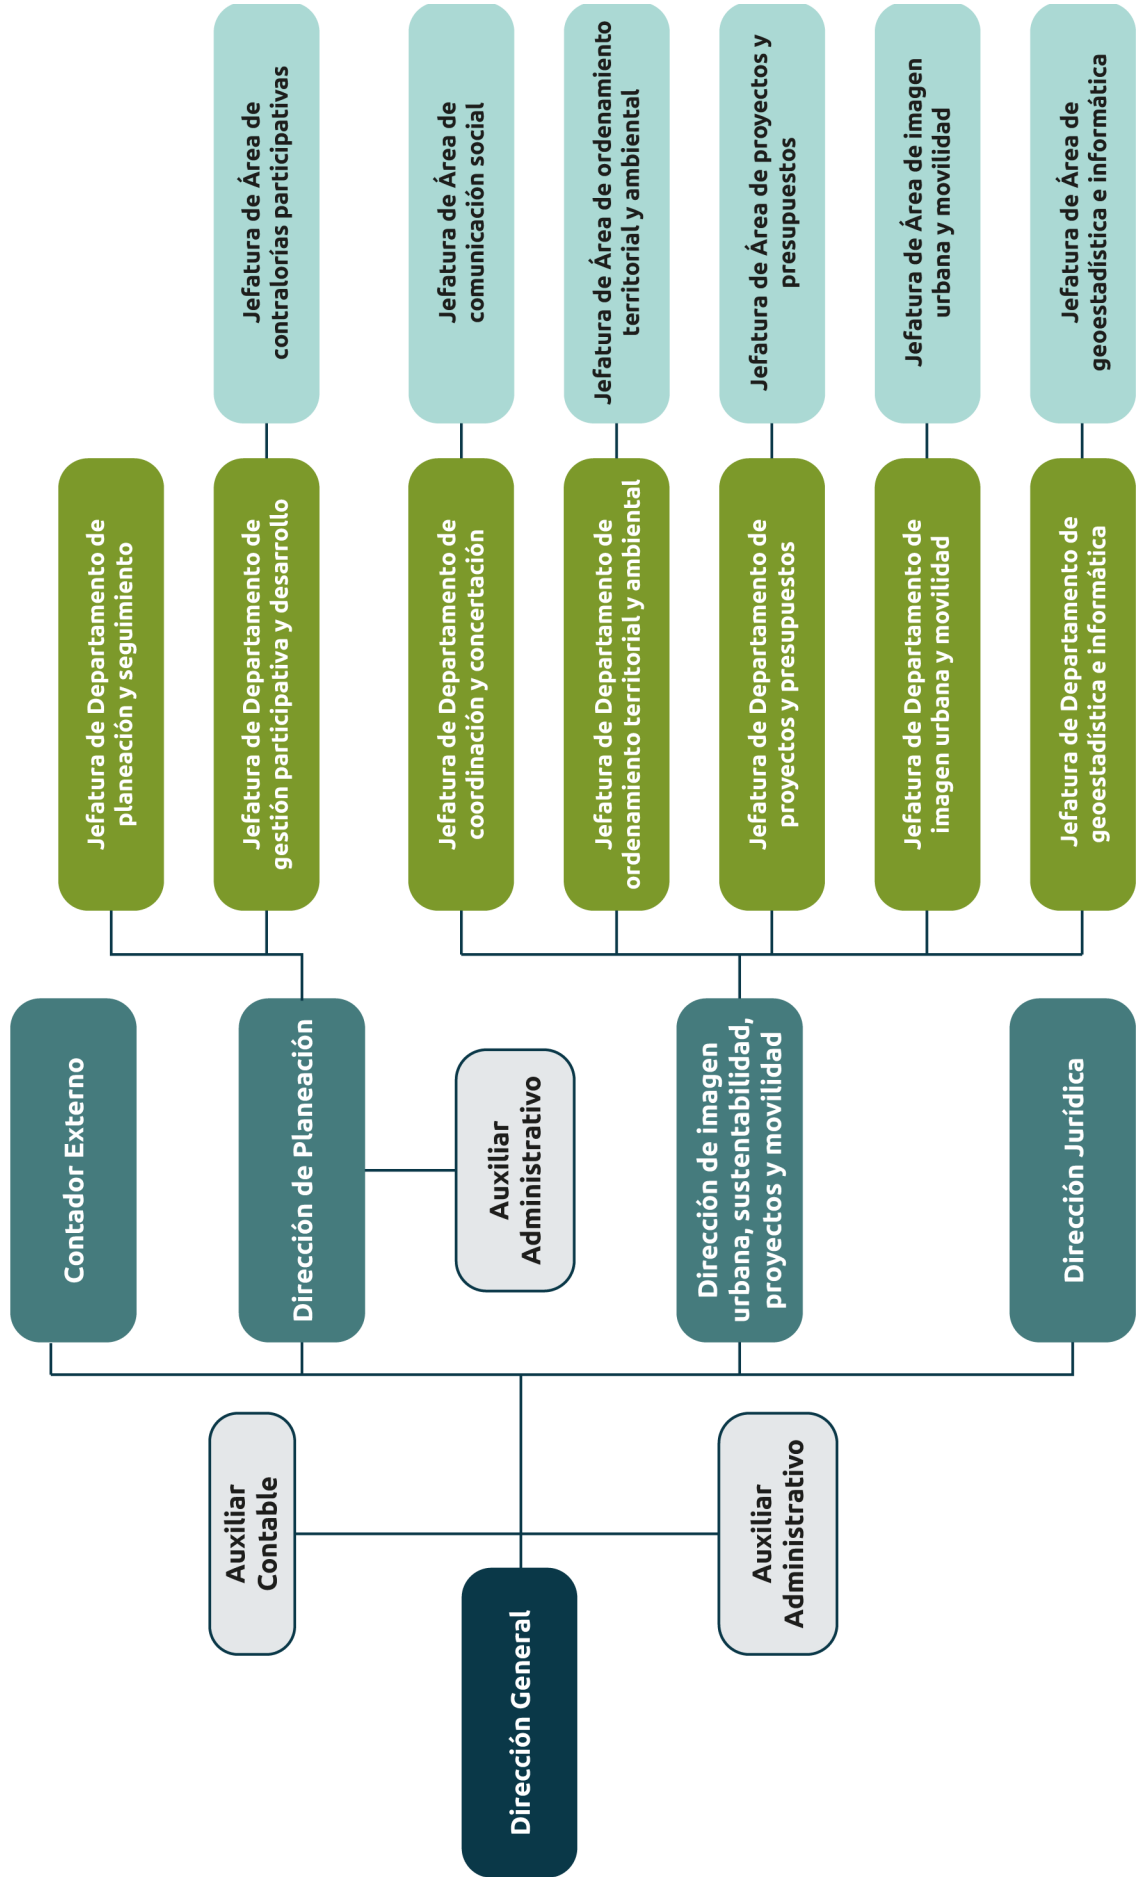 Dirección General
Auxiliar
Contable
Auxiliar
Administrativo
Contador Externo
Dirección de Planeación
Auxiliar
Administrativo
Dirección de imagen
urbana, sustentabilidad,
proyectos y movilidad
Dirección Jurídica
Jefatura de Departamento de
planeación y seguimiento
Jefatura de Departamento de
gestión participativa y desarrollo
Jefatura de Departamento de
coordinación y concertación
Jefatura de Departamento de
ordenamiento territorial y ambiental
Jefatura de Departamento de
proyectos y presupuestos
Jefatura de Departamento de
imagen urbana y movilidad
Jefatura de Departamento de
geoestadística e informática
Jefatura de Área de
contralorías participativas
Jefatura de Área de
comunicación social
Jefatura de Área de ordenamiento
territorial y ambiental
Jefatura de Área de proyectos y
presupuestos
Jefatura de Área de imagen
urbana y movilidad
Jefatura de Área de
geoestadística e informática